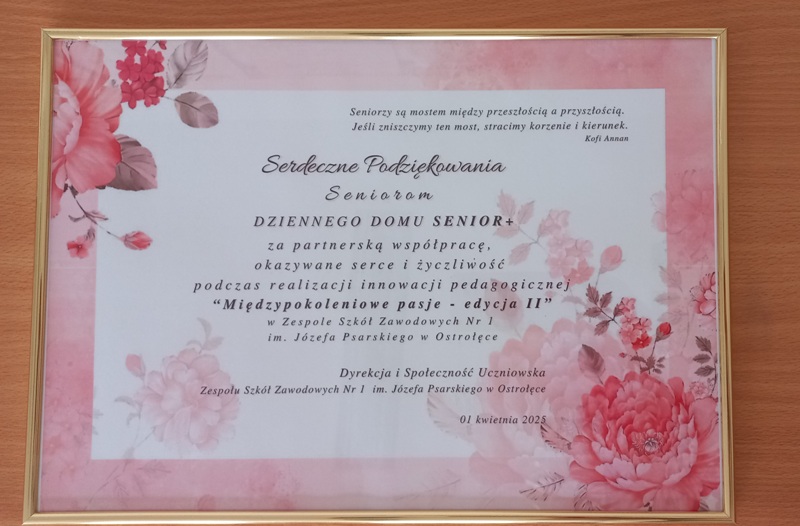 Seniorzy są mostem między przeszłością a przyszłością.
Jeśli zniszczymy ten most, stracimy korzenie i kierunek.
Kofi Annan
Serdeczne Podziękowania
Seniorom
DZIENNEGO DOMU SENIOR+
za partnerską współpracę,
okazywane serce i życzliwość
podczas realizacji innowacji pedagogicznej
“Międzypokoleniowe pasje - edycja II”
w Zespole Szkół Zawodowych Nr 1
im. Józefa Psarskiego w Ostrołęce
Dyrekcja i Społeczność Uczniowska
Zespołu Szkół Zawodowych Nr 1 im. Józefa Psarskiego w Ostrołęce
01 kwietnia 2025